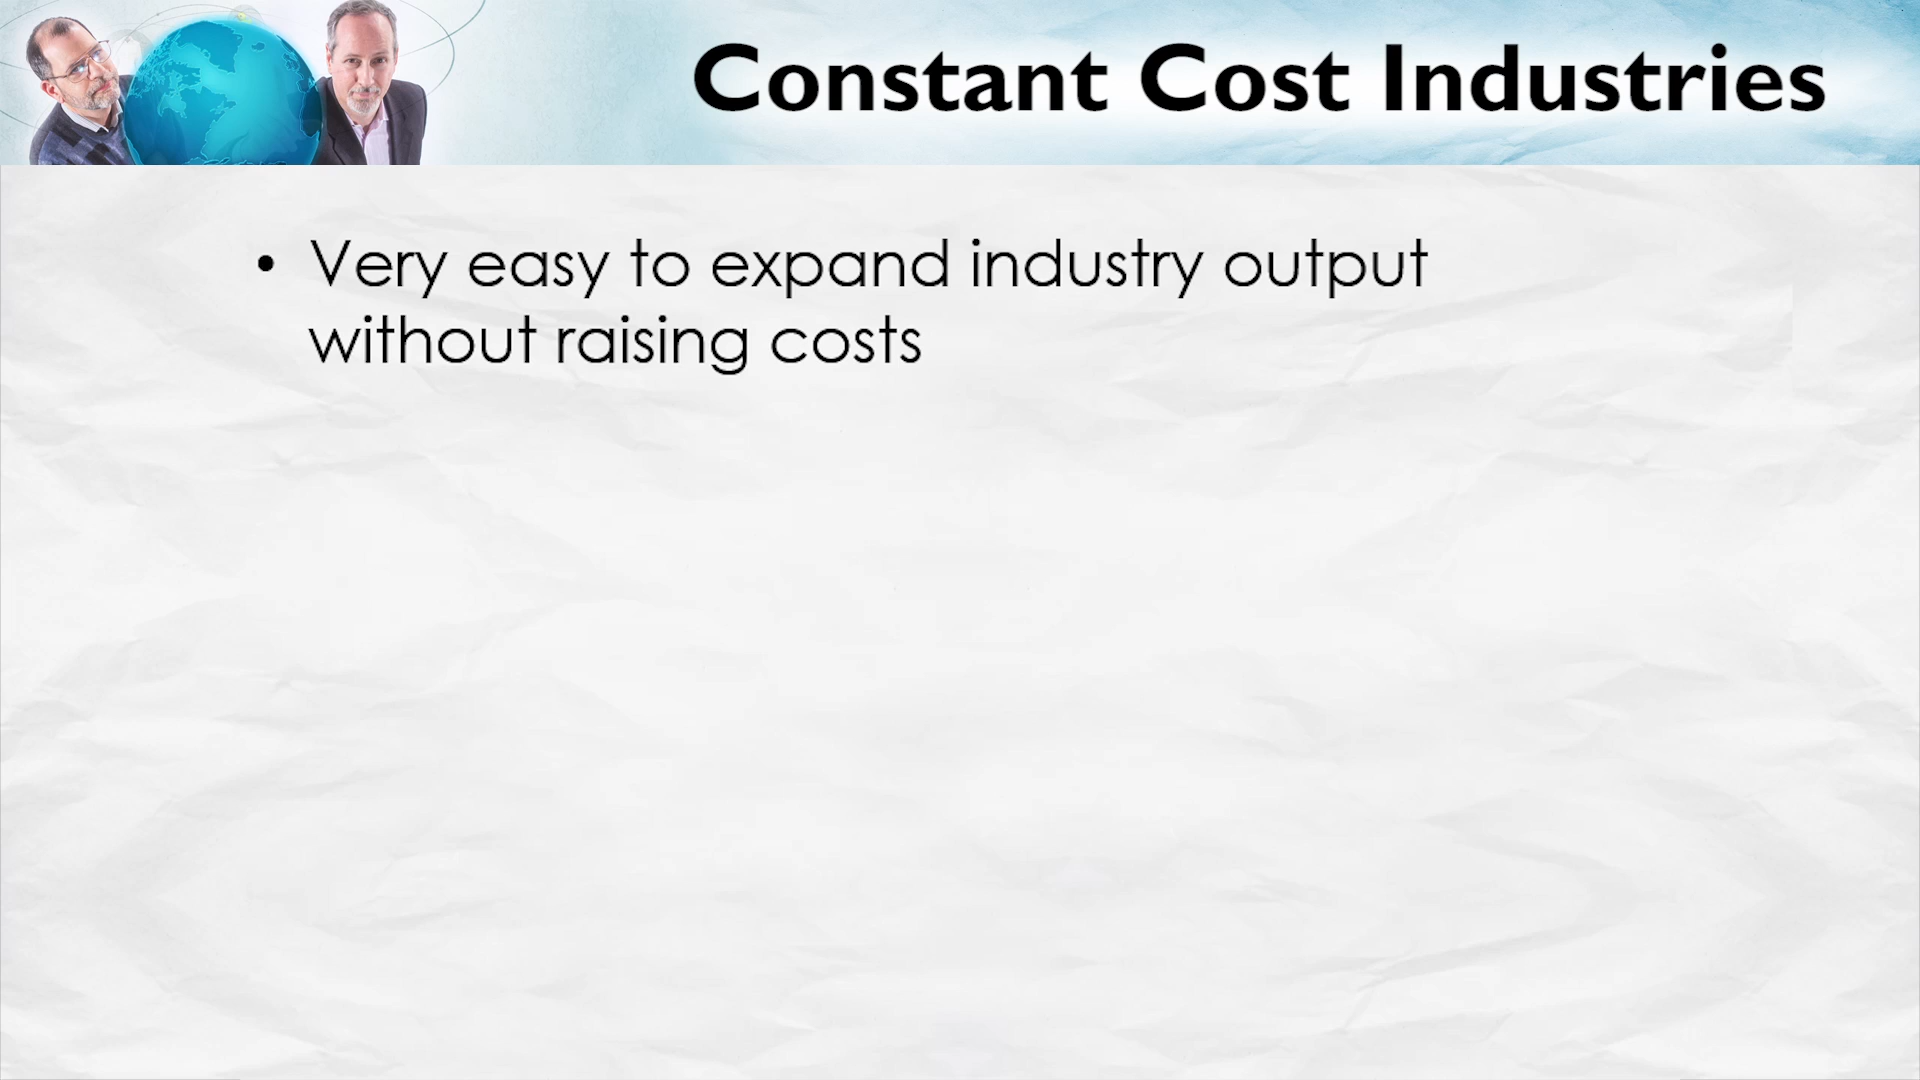 Constant Cost Industries
• Very easy to expand industry output
without raising costs